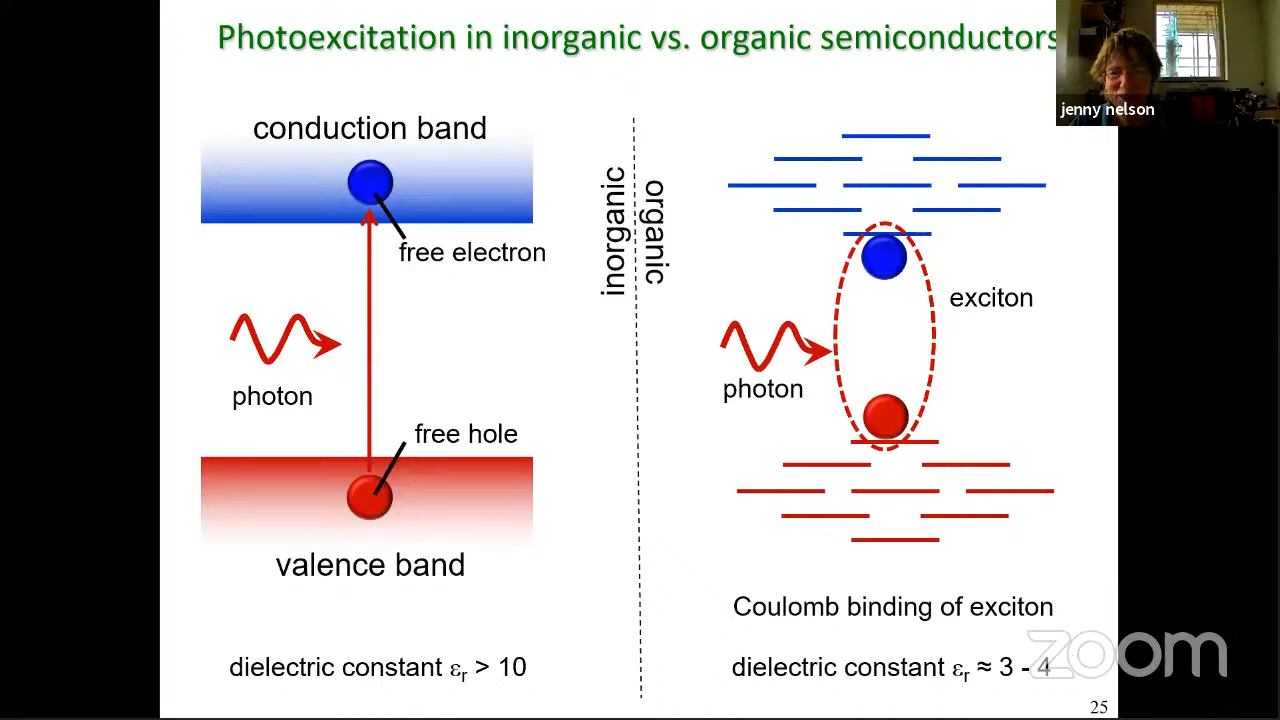 Photoexcitation in inorganic vs. organic semiconductors
jenny nelson
conduction band
free electron
photon
free hole
valence band
dielectric constant εr > 10
inorganic
organic
exciton
photon
Coulomb binding of exciton
dielectric constant εr ≈ 3 - 4
zoom
25